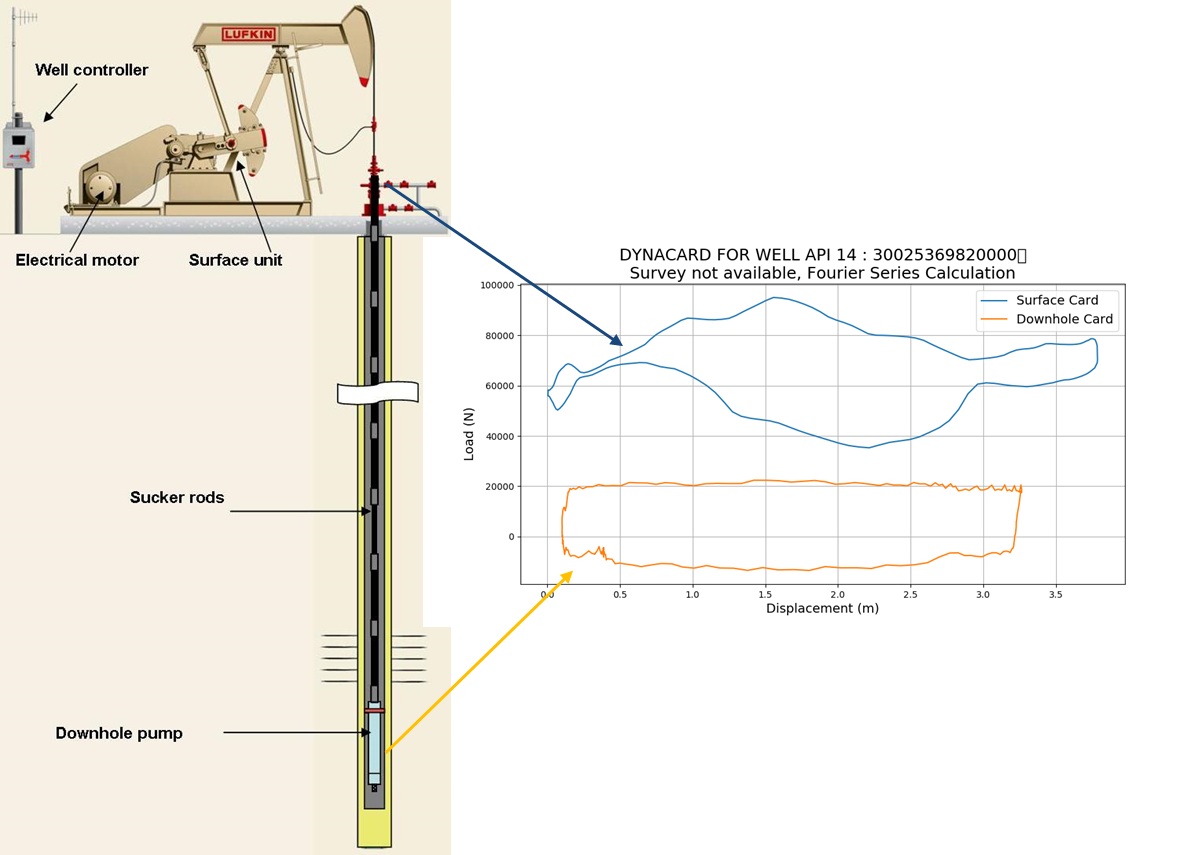 LUFKIN
Well controller
Electrical motor
Surface unit
Sucker rods
Downhole pump
DYNACARD FOR WELL API 14 : 30025369820000▯
Survey not available, Fourier Series Calculation
Surface Card
Downhole Card
Load (N)
100000
80000
60000
40000
20000
0
0.0 0.5 1.0 1.5 2.0 2.5 3.0 3.5
Displacement (m)